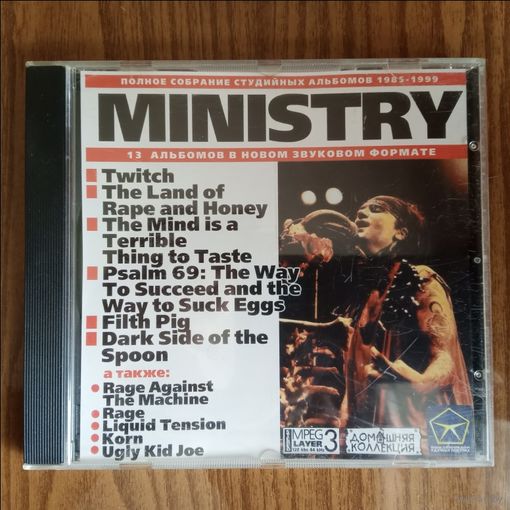 ПОЛНОЕ СОБРАНИЕ СТУДИЙНЫХ АЛЬБОМОВ 1985-1999
MINISTRY
13 АЛЬБОМОВ В НОВОМ ЗВУКОВОМ ФОРМАТЕ
Twitch
The Land of
Rape and Honey
The Mind is a
Terrible
Thing to Taste
Psalm 69: The Way
To Succeed and the
Way to Suck Eggs
Filth Pig
Dark Side of the
Spoon
а также:
Rage Against
The Machine
Rage
Liquid Tension
Korn
Ugly Kid Joe
MPEG
LAYER 3
ДОМАШНЯЯ
КОЛЛЕКЦИЯ